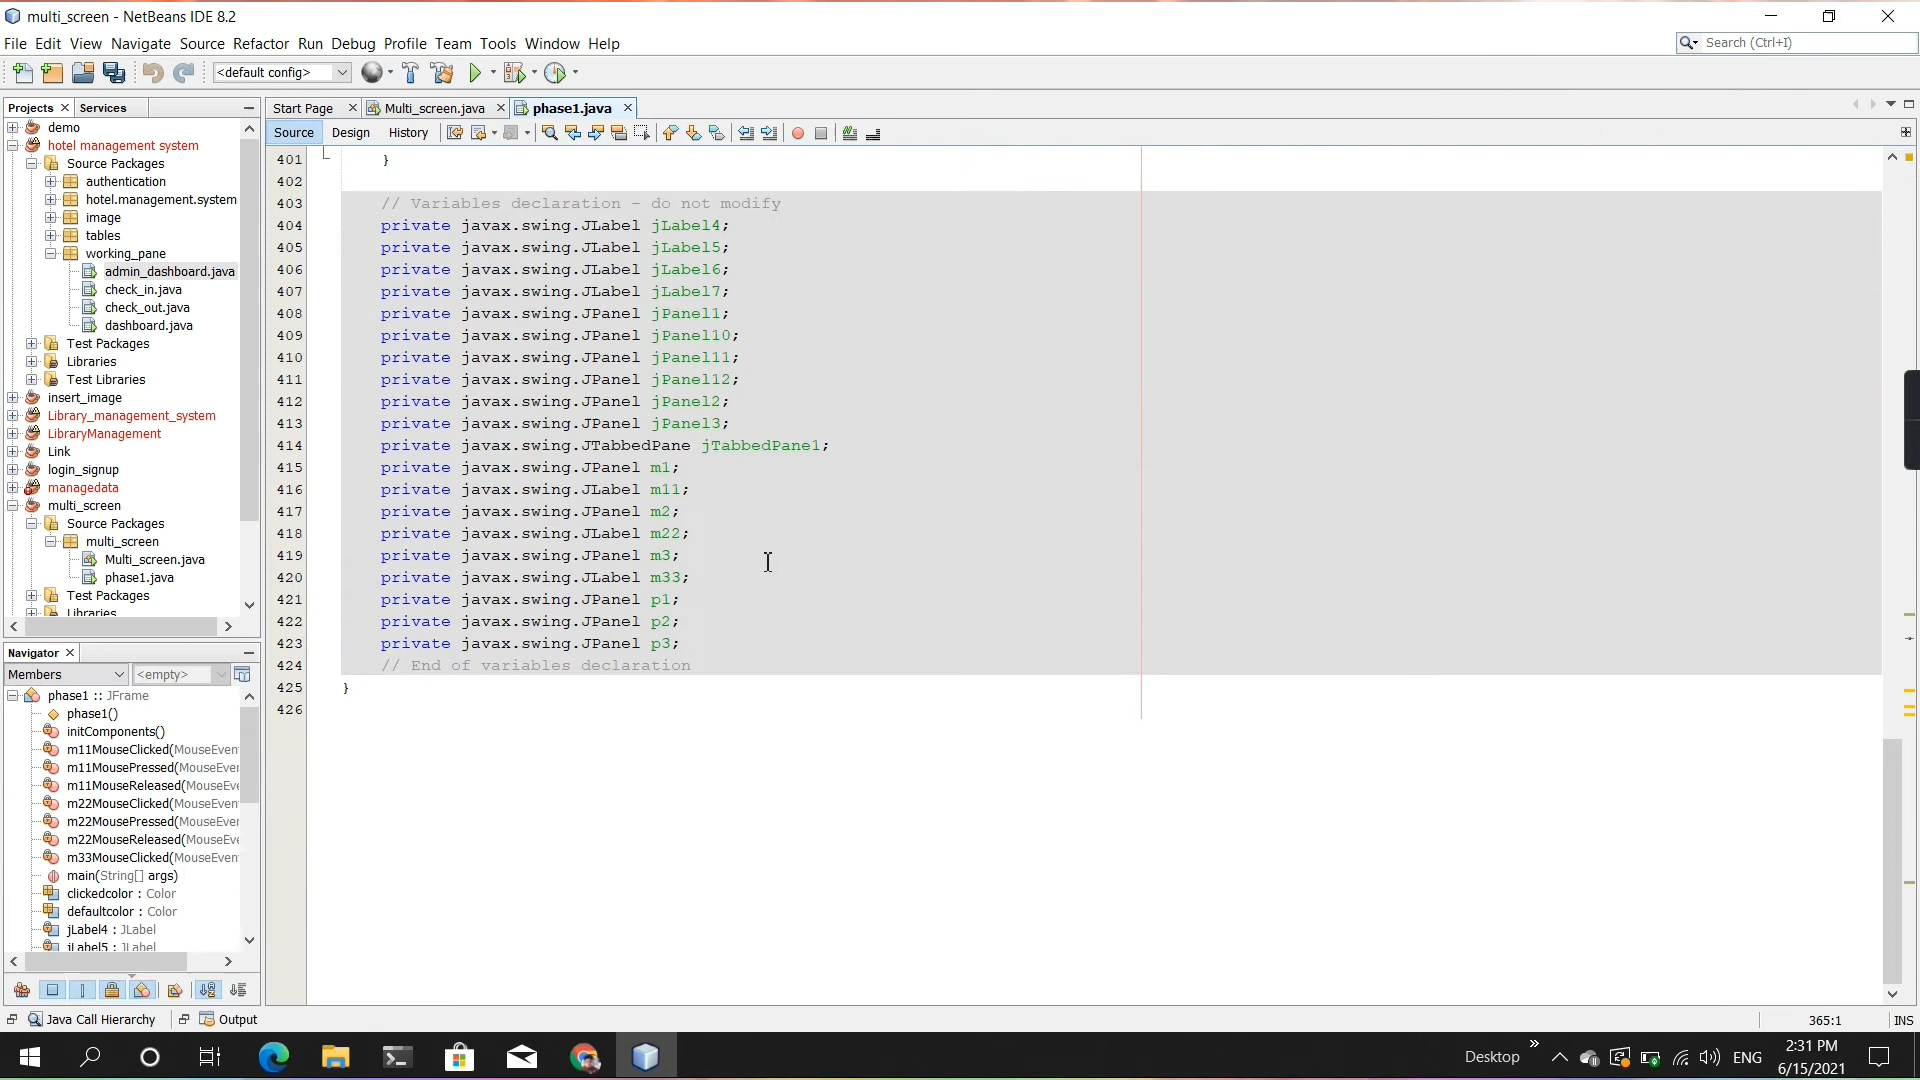 multi_screen - NetBeans IDE 8.2
File Edit View Navigate Source Refactor Run Debug Profile Team Tools Window Help
Search (Ctrl+I)
<default config>
Projects Services
demo
hotel management system
Source Packages
authentication
hotel.management.system
image
tables
working_pane
admin_dashboard.java
check_in.java
check_out.java
dashboard.java
Test Packages
Libraries
Test Libraries
insert_image
Library_management_system
LibraryManagement
Link
login_signup
managedata
multi_screen
Source Packages
multi_screen
Multi_screen.java
phase1.java
Test Packages
Libraries
Navigator
Members <empty>
phase1 :: JFrame
phase1()
initComponents()
m11MouseClicked(MouseEven
m11MousePressed(MouseEver
m11MouseReleased(MouseEve
m22MouseClicked(MouseEven
m22MousePressed(MouseEver
m22MouseReleased(MouseEve
m33MouseClicked(MouseEven
main(String[] args)
clickedcolor : Color
defaultcolor : Color
jLabel4 : JLabel
jLabel5 : JLabel
Start Page Multi_screen.java phase1.java
Source Design History
401 }
402
403 // Variables declaration - do not modify
404 private javax.swing.JLabel jLabel4;
405 private javax.swing.JLabel jLabel5;
406 private javax.swing.JLabel jLabel6;
407 private javax.swing.JLabel jLabel7;
408 private javax.swing.JPanel jPanel1;
409 private javax.swing.JPanel jPanel10;
410 private javax.swing.JPanel jPanel11;
411 private javax.swing.JPanel jPanel12;
412 private javax.swing.JPanel jPanel2;
413 private javax.swing.JPanel jPanel3;
414 private javax.swing.JTabbedPane jTabbedPane1;
415 private javax.swing.JPanel m1;
416 private javax.swing.JLabel m11;
417 private javax.swing.JPanel m2;
418 private javax.swing.JLabel m22;
419 private javax.swing.JPanel m3;
420 private javax.swing.JLabel m33;
421 private javax.swing.JPanel p1;
422 private javax.swing.JPanel p2;
423 private javax.swing.JPanel p3;
424 // End of variables declaration
425 }
426
Java Call Hierarchy Output
365:1 INS
Desktop » ENG
2:31 PM
6/15/2021